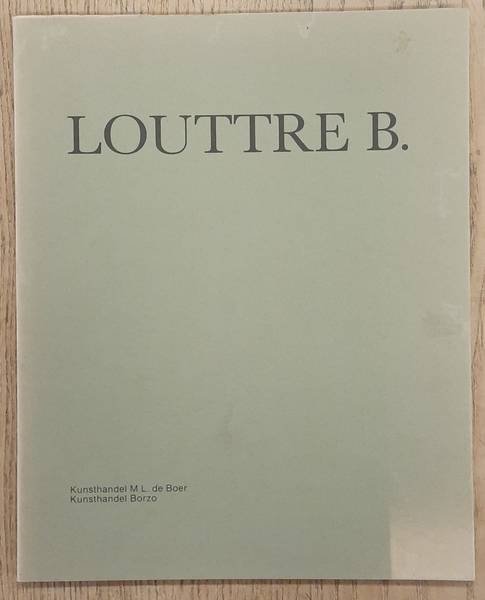 LOUTTRE B.
Kunsthandel M L. de Boer
Kunsthandel Borzo